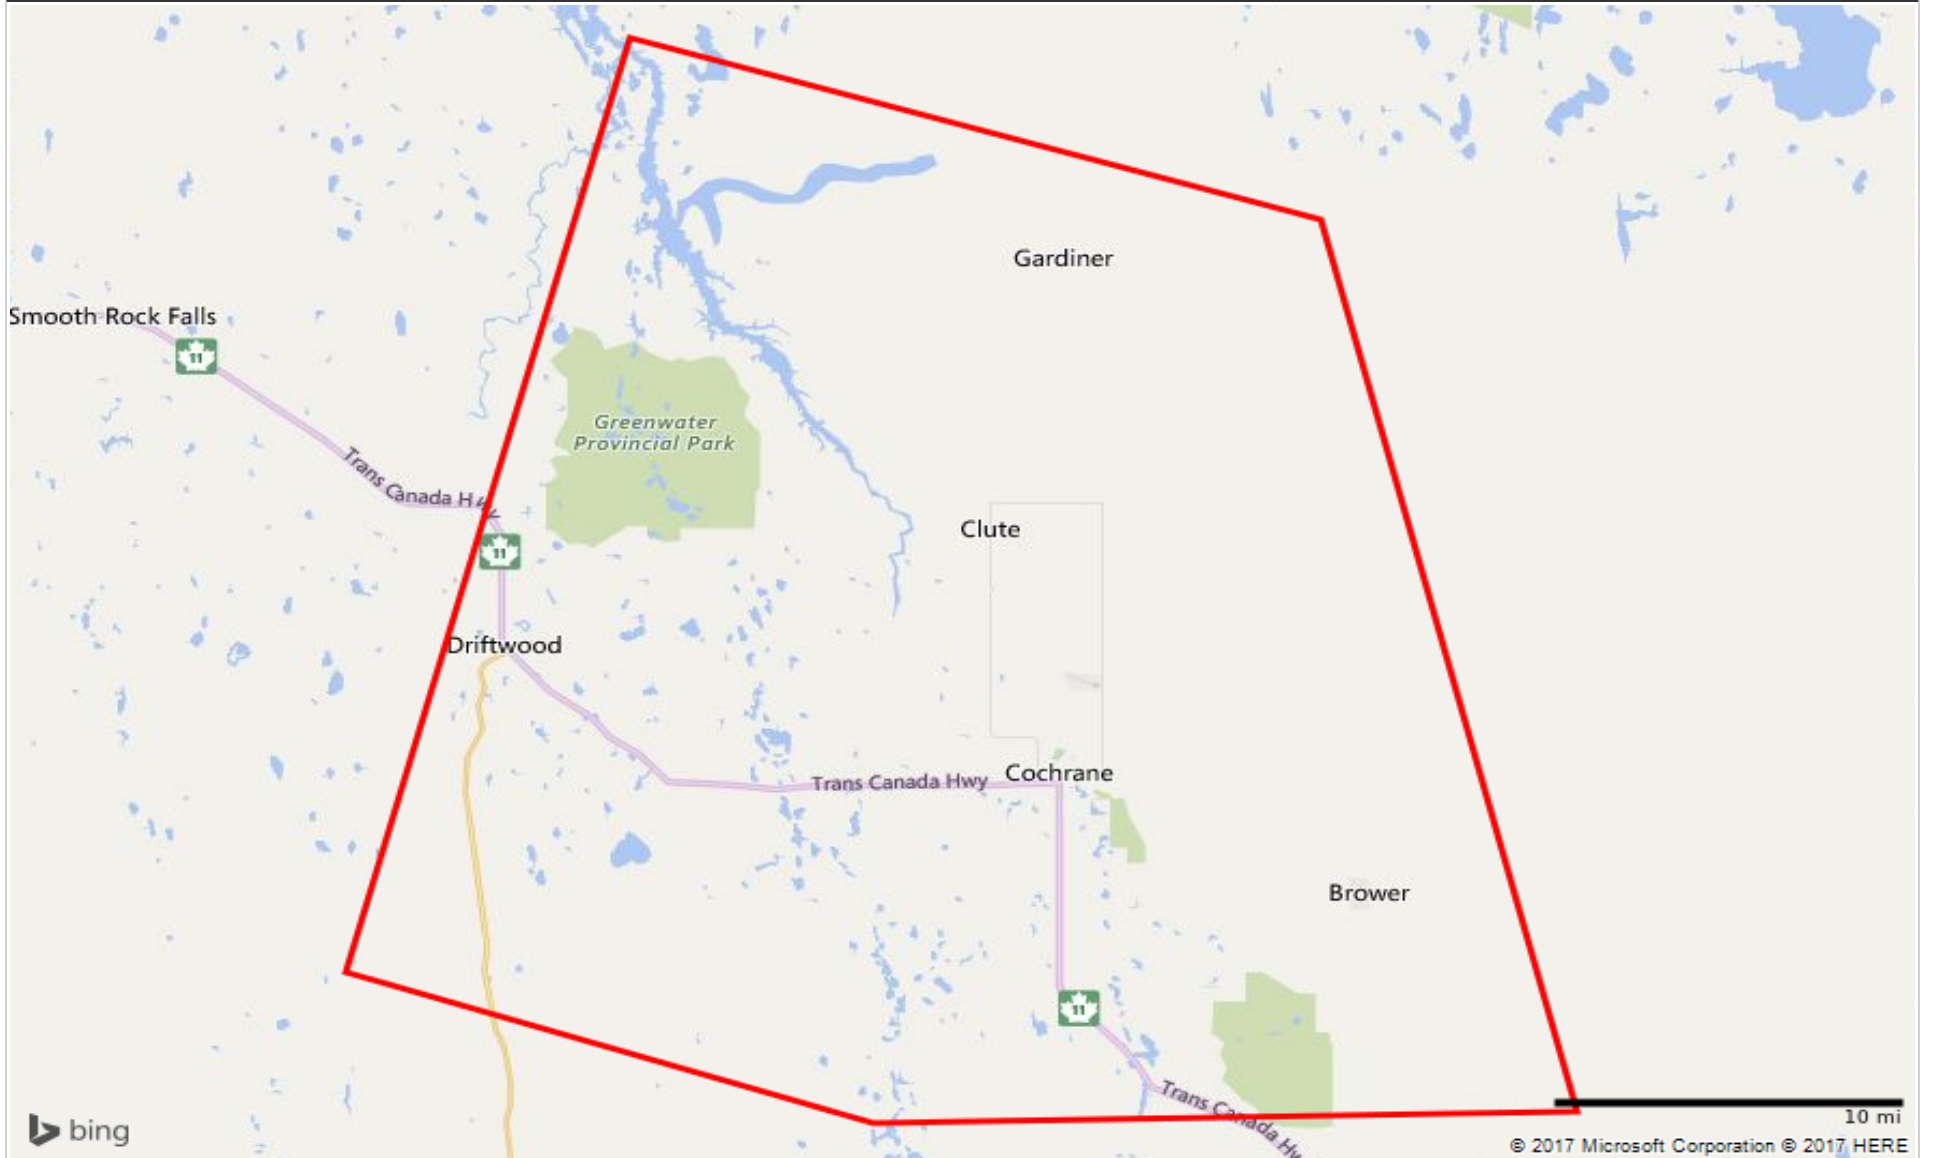 Gardiner
Smooth Rock Falls
11
Greenwater
Provincial Park
Trans Canada Hwy
11
Clute
Driftwood
Cochrane
Trans Canada Hwy
Brower
11
Trans Canada Hw
10 mi
bing
© 2017 Microsoft Corporation © 2017 HERE